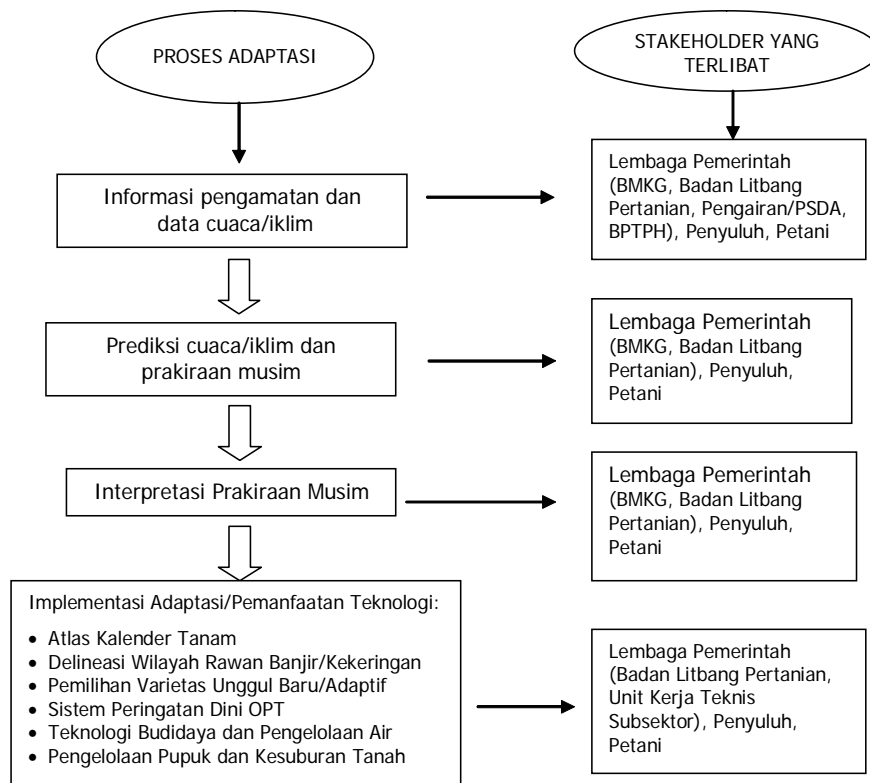 PROSES ADAPTASI
STAKEHOLDER YANG
TERLIBAT
Informasi pengamatan dan
data cuaca/iklim
Lembaga Pemerintah
(BMKG, Badan Litbang
Pertanian, Pengairan/PSDA,
BPTPH), Penyuluh, Petani
Prediksi cuaca/iklim dan
prakiraan musim
Lembaga Pemerintah
(BMKG, Badan Litbang
Pertanian), Penyuluh,
Petani
Interpretasi Prakiraan Musim
Lembaga Pemerintah
(BMKG, Badan Litbang
Pertanian), Penyuluh,
Petani
Implementasi Adaptasi/Pemanfaatan Teknologi:
• Atlas Kalender Tanam
• Delineasi Wilayah Rawan Banjir/Kekeringan
• Pemilihan Varietas Unggul Baru/Adaptif
• Sistem Peringatan Dini OPT
• Teknologi Budidaya dan Pengelolaan Air
• Pengelolaan Pupuk dan Kesuburan Tanah
Lembaga Pemerintah
(Badan Litbang Pertanian,
Unit Kerja Teknis
Subsektor), Penyuluh,
Petani